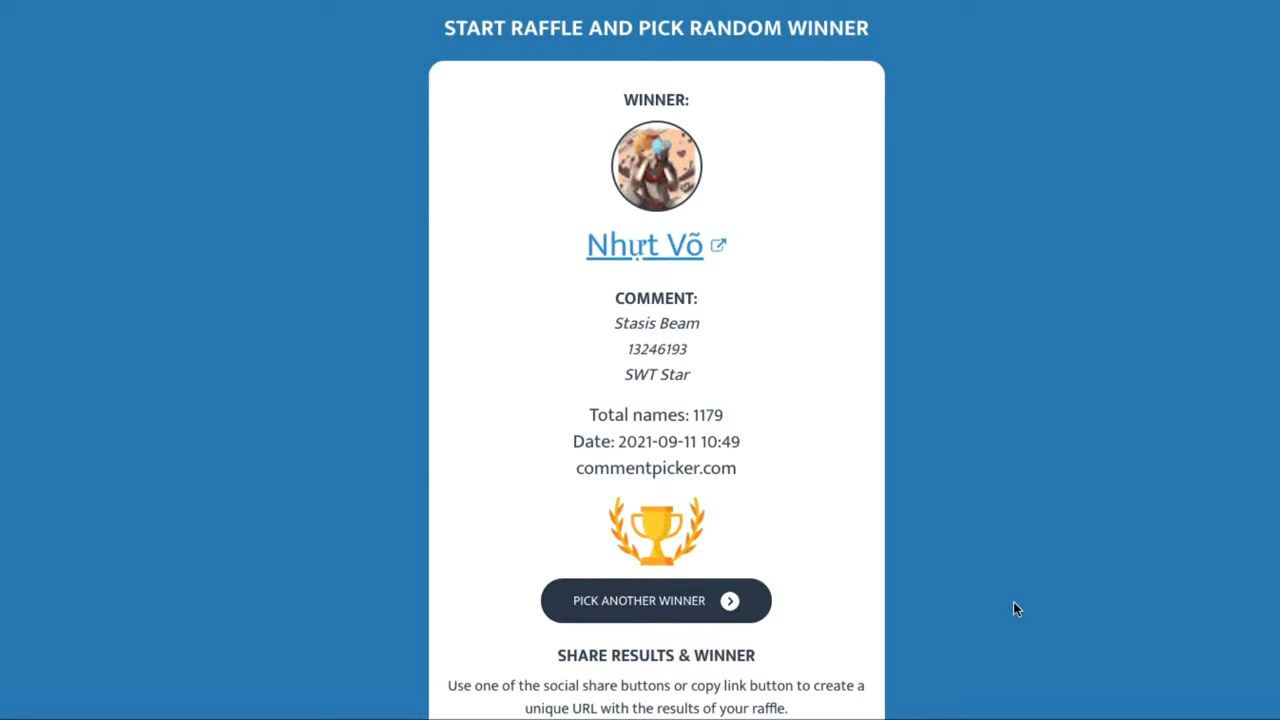 START RAFFLE AND PICK RANDOM WINNER
WINNER:
Nhựt Võ
COMMENT:
Stasis Beam
13246193
SWT Star
Total names: 1179
Date: 2021-09-11 10:49
commentpicker.com
PICK ANOTHER WINNER
SHARE RESULTS & WINNER
Use one of the social share buttons or copy link button to create a
unique URL with the results of your raffle.